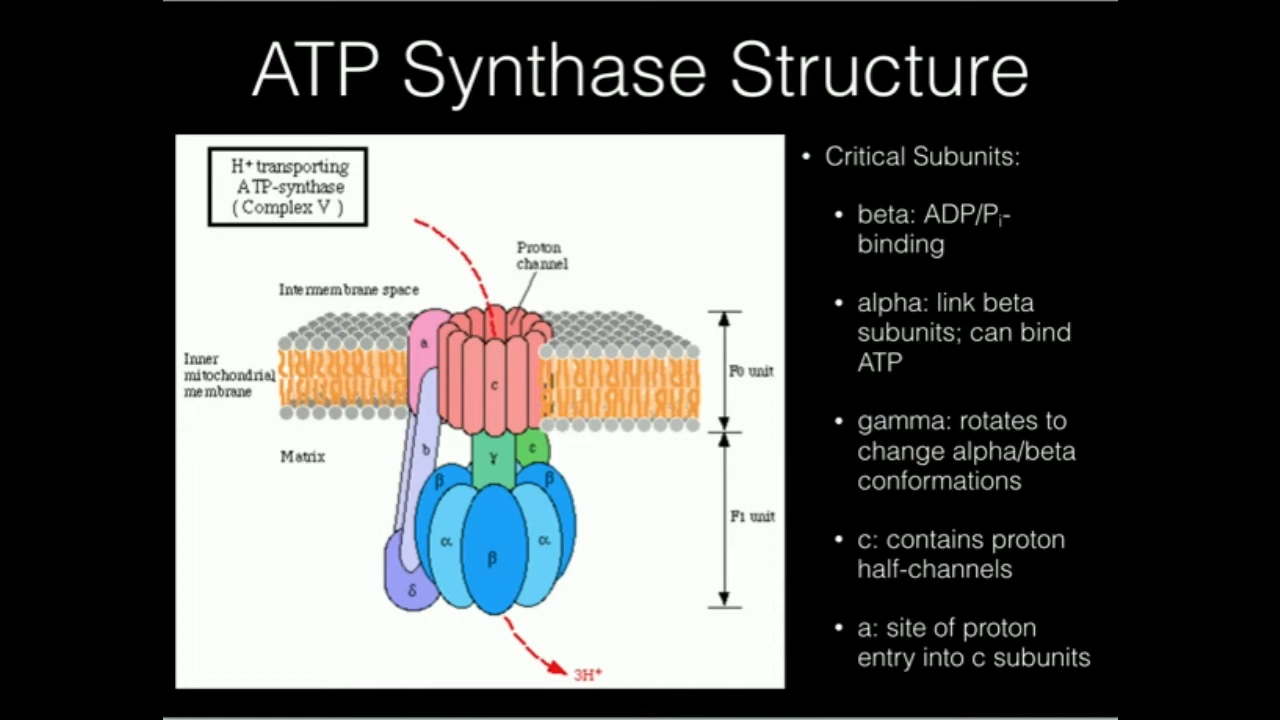 ATP Synthase Structure
H⁺ transporting
ATP-synthase
( Complex V )
Proton
channel
Intermembrane space
Inner
mitochondrial
membrane
Matrix
a
c
b
γ
ε
β
β
α
α
β
δ
F0 unit
F1 unit
3H⁺
• Critical Subunits:
• beta: ADP/Pᵢ-
binding
• alpha: link beta
subunits; can bind
ATP
• gamma: rotates to
change alpha/beta
conformations
• c: contains proton
half-channels
• a: site of proton
entry into c subunits